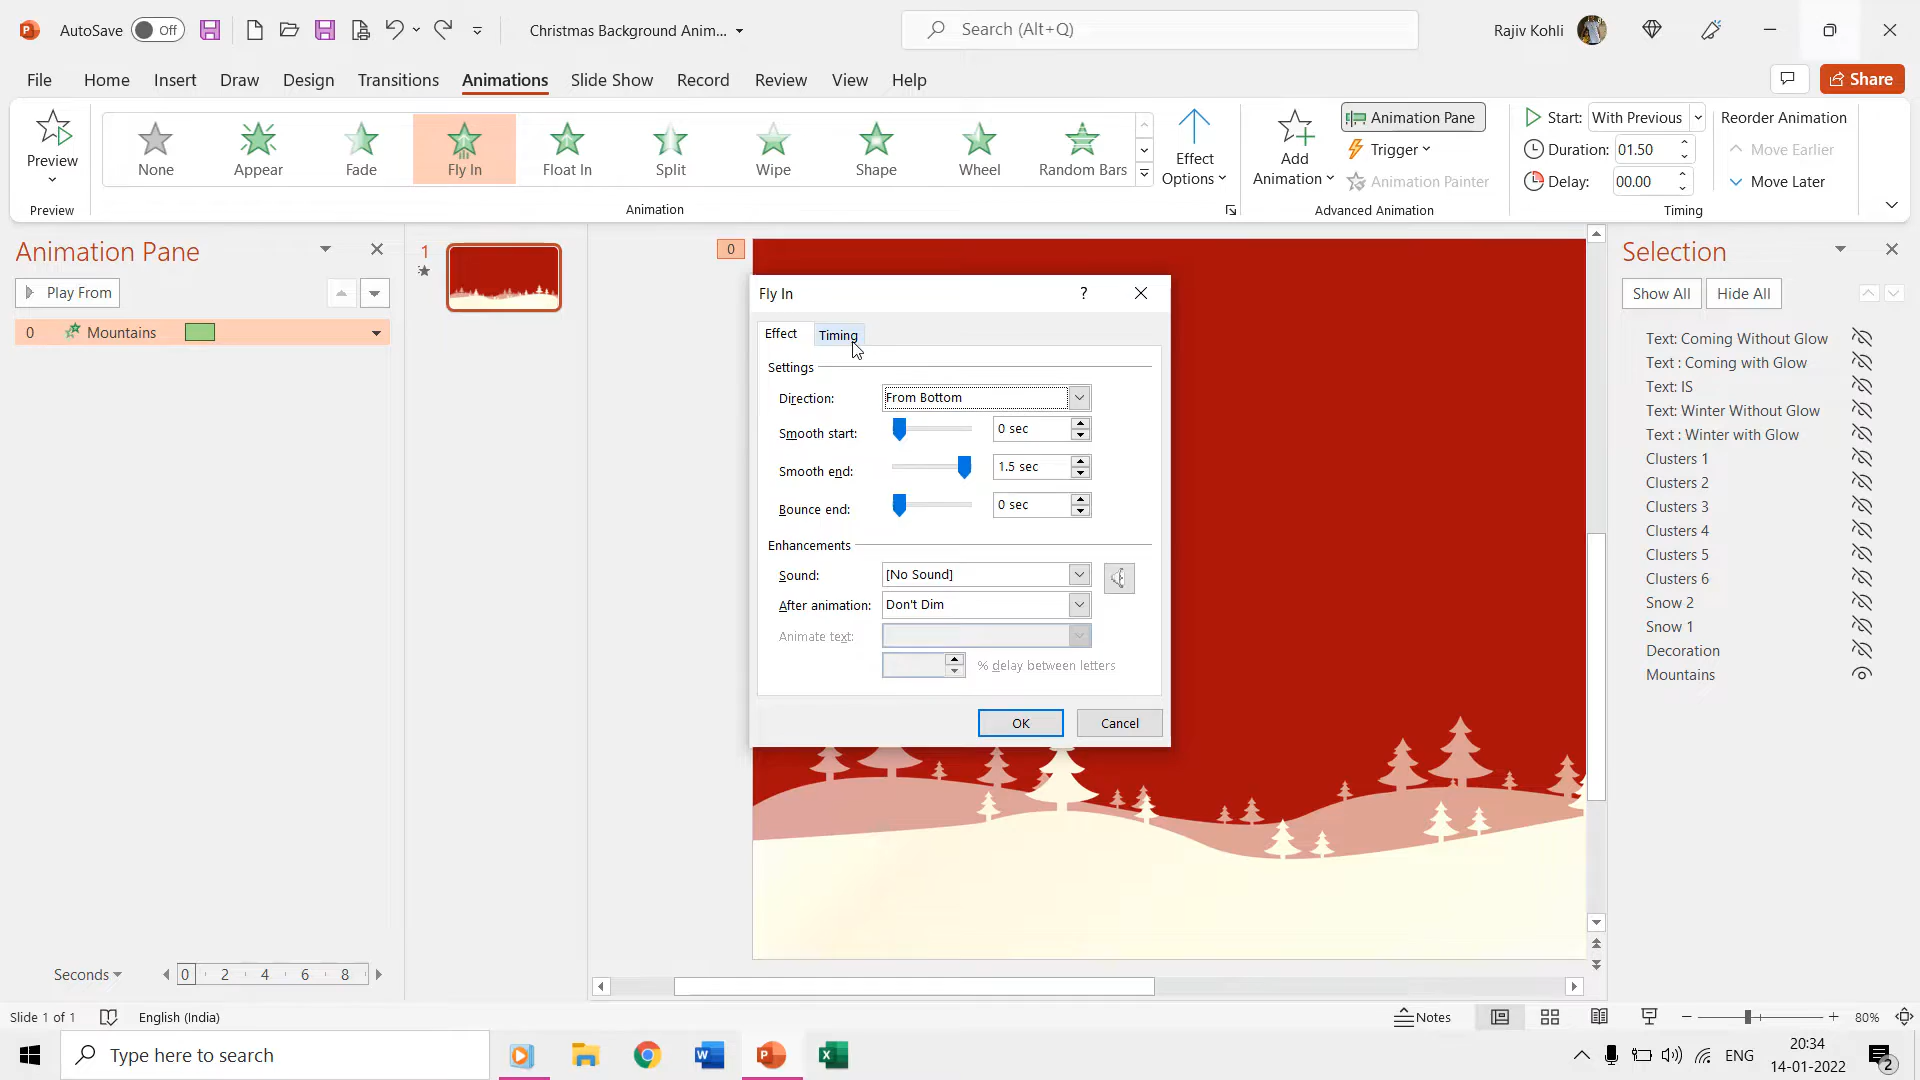 AutoSave Off Christmas Background Anim... Search (Alt+Q) Rajiv Kohli
File Home Insert Draw Design Transitions Animations Slide Show Record Review View Help Share
Preview
None Appear Fade Fly In Float In Split Wipe Shape Wheel Random Bars
Effect Options
Add Animation
Animation Pane
Trigger
Animation Painter
Start: With Previous
Duration: 01.50
Delay: 00.00
Reorder Animation
Move Earlier
Move Later
Preview Animation Advanced Animation Timing
Animation Pane
Play From
0 Mountains
Seconds 0 2 4 6 8
1
0
Fly In ?
Effect Timing
Settings
Direction: From Bottom
Smooth start: 0 sec
Smooth end: 1.5 sec
Bounce end: 0 sec
Enhancements
Sound: [No Sound]
After animation: Don't Dim
Animate text:
% delay between letters
OK Cancel
Selection
Show All Hide All
Text: Coming Without Glow
Text : Coming with Glow
Text: IS
Text: Winter Without Glow
Text : Winter with Glow
Clusters 1
Clusters 2
Clusters 3
Clusters 4
Clusters 5
Clusters 6
Snow 2
Snow 1
Decoration
Mountains
Slide 1 of 1 English (India) Notes 80%
Type here to search
ENG 20:34
14-01-2022
2